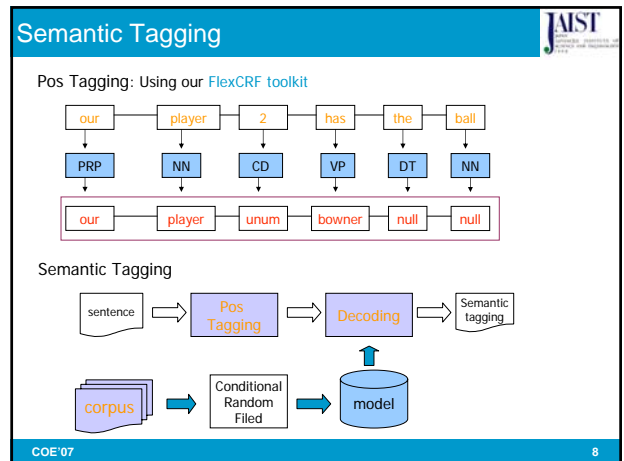 Semantic Tagging
JAIST
Pos Tagging: Using our FlexCRF toolkit
our player 2 has the ball
PRP NN CD VP DT NN
our player unum bowner null null
Semantic Tagging
sentence
Pos
Tagging
Decoding
Semantic
tagging
corpus
Conditional
Random
Filed
model
COE'07 8